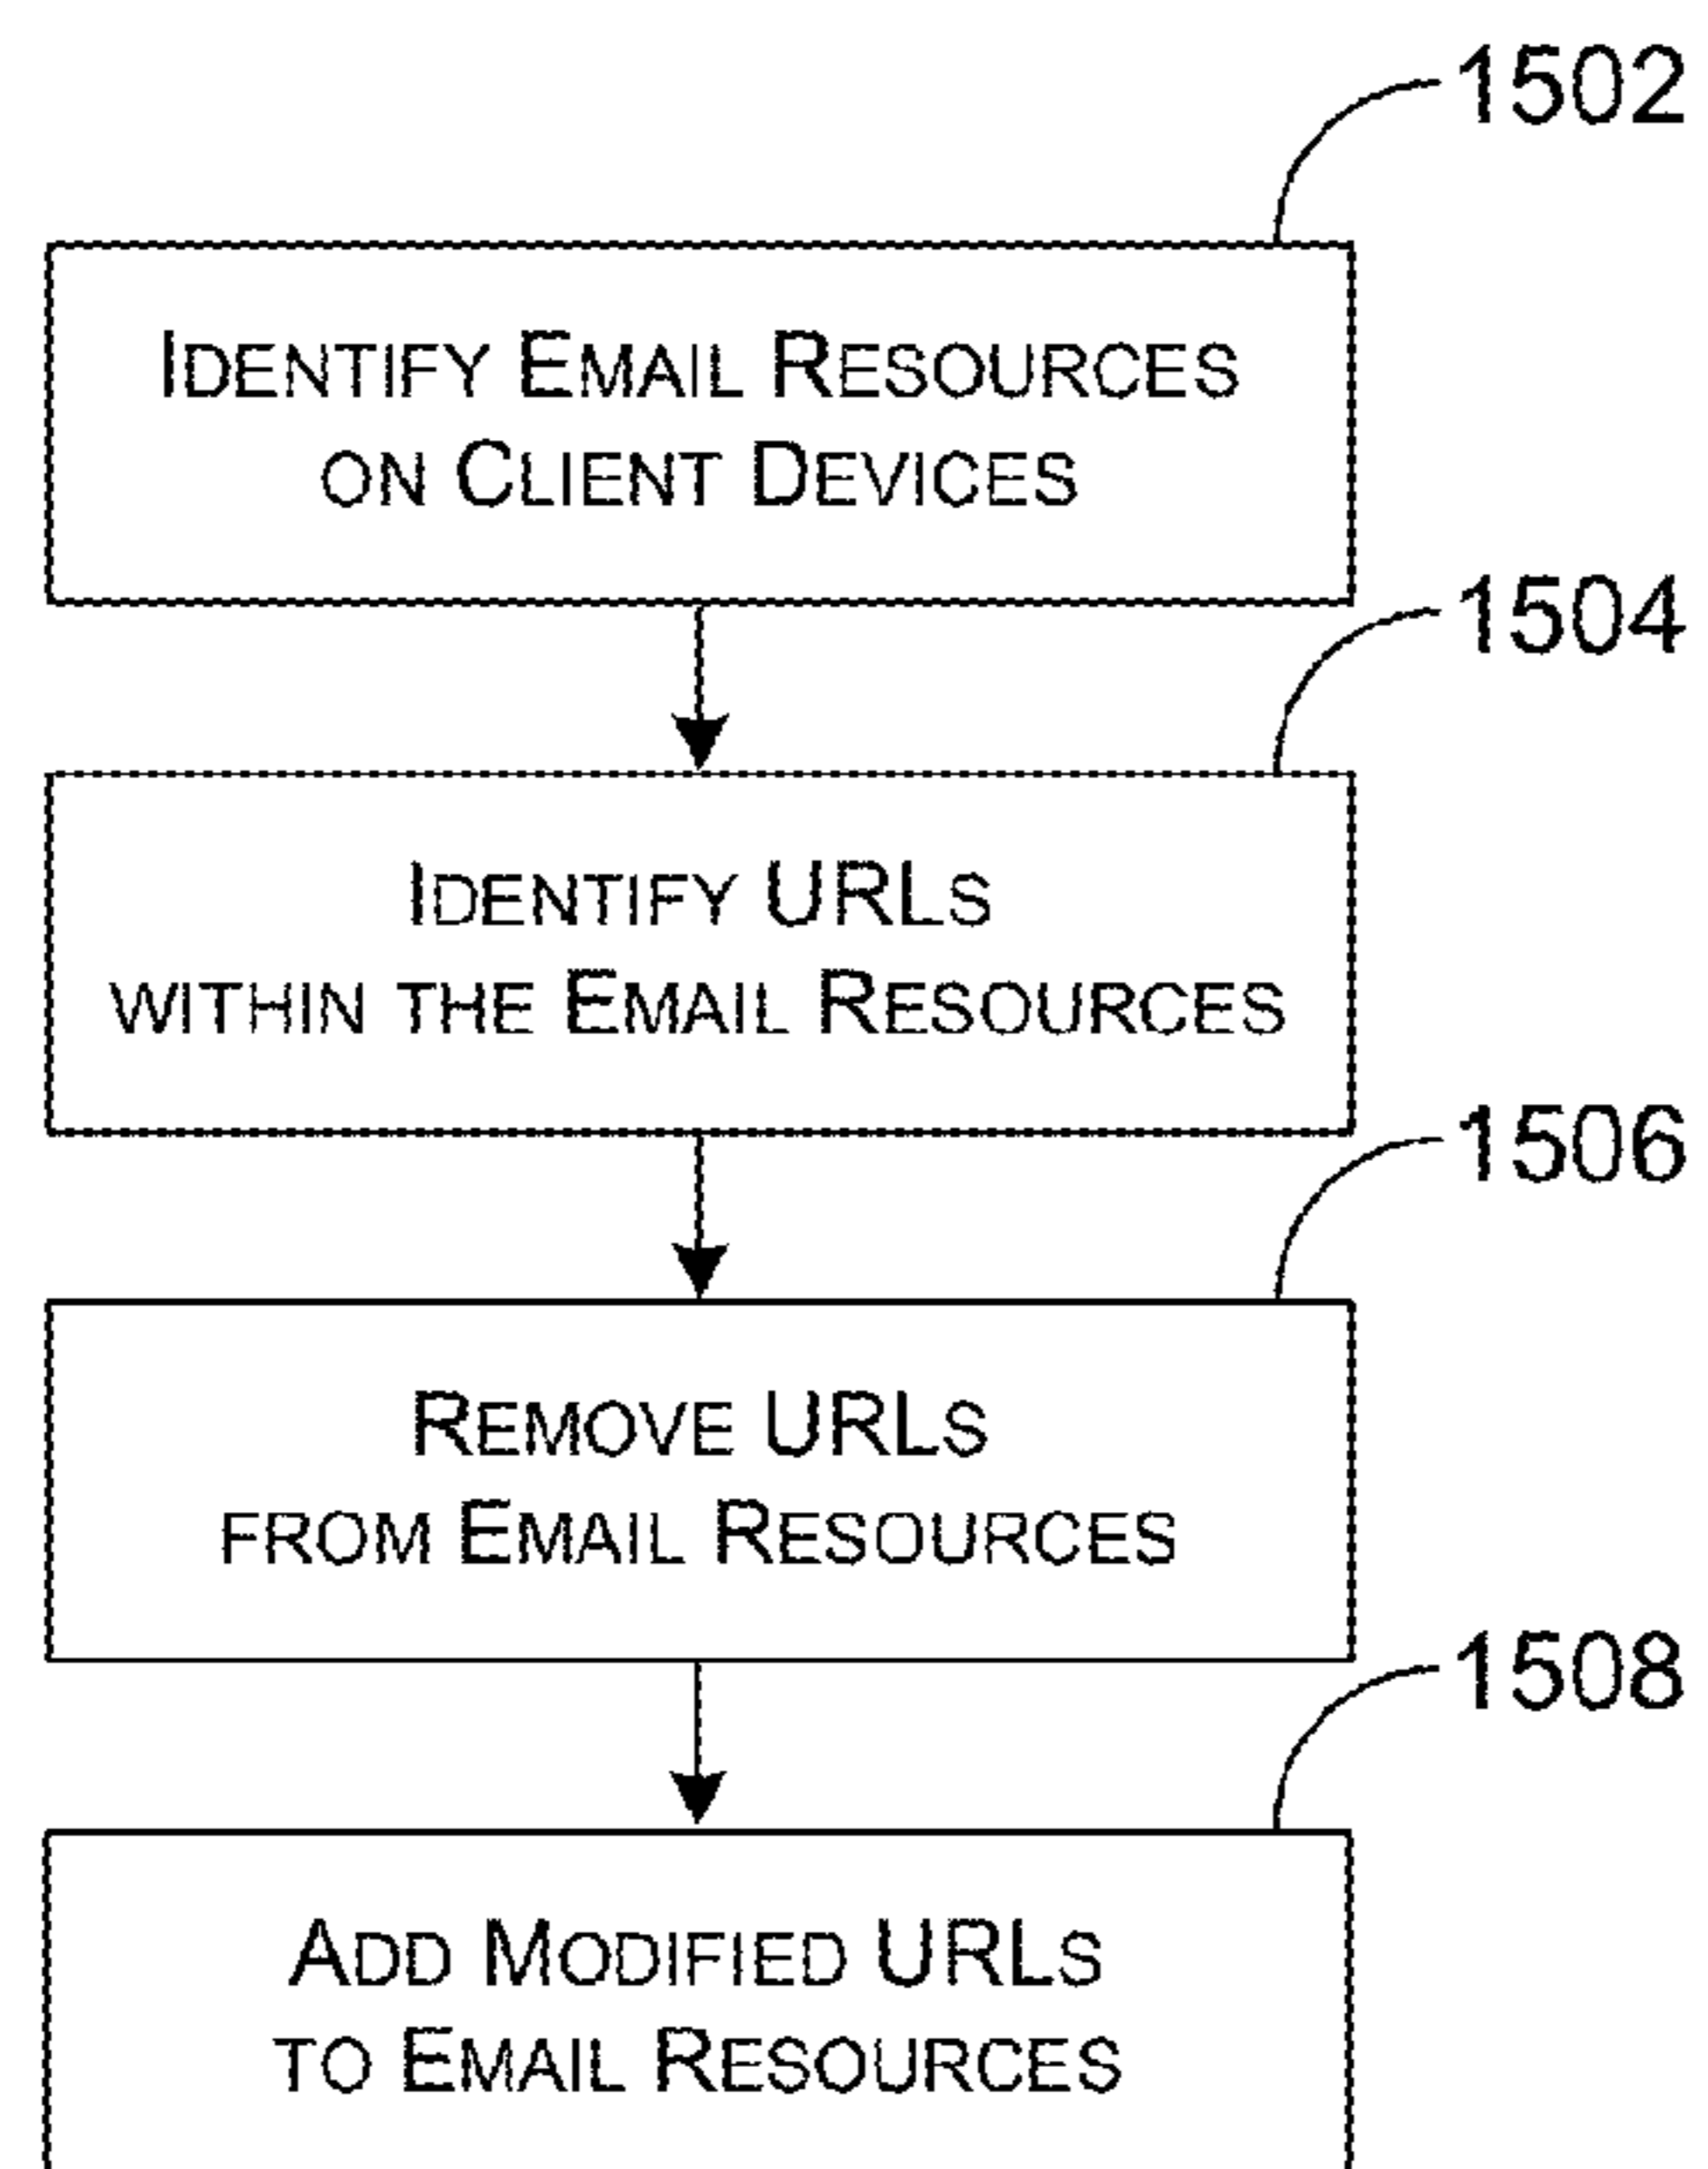 1502
IDENTIFY EMAIL RESOURCES
ON CLIENT DEVICES
1504
IDENTIFY URLS
WITHIN THE EMAIL RESOURCES
1506
REMOVE URLS
FROM EMAIL RESOURCES
1508
ADD MODIFIED URLS
TO EMAIL RESOURCES